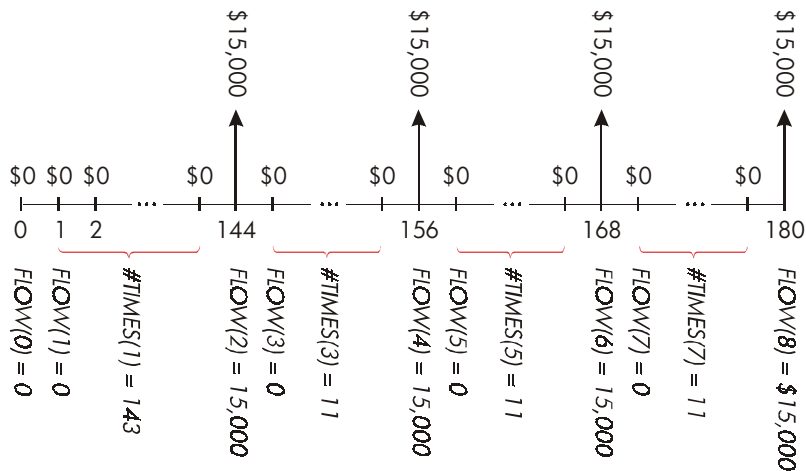 $ 15,000
$ 15,000
$ 15,000
$ 15,000
$0 $0 $0 ... $0 $0 ... $0 $0 ... $0 $0 ... $0
0 1 2 144 156 168 180
FLOW(0) = 0
FLOW(1) = 0
#TIMES(1) = 143
FLOW(2) = 15,000
FLOW(3) = 0
#TIMES(3) = 11
FLOW(4) = 15,000
FLOW(5) = 0
#TIMES(5) = 11
FLOW(6) = 15,000
FLOW(7) = 0
#TIMES(7) = 11
FLOW(8) = $ 15,000